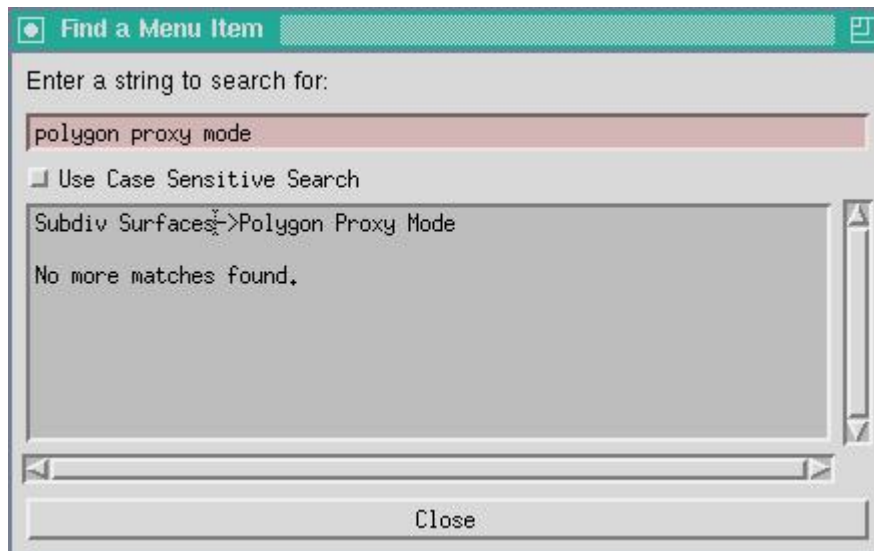 Find a Menu Item
Enter a string to search for:
polygon proxy mode
Use Case Sensitive Search
Subdiv Surfaces->Polygon Proxy Mode
No more matches found.
Close